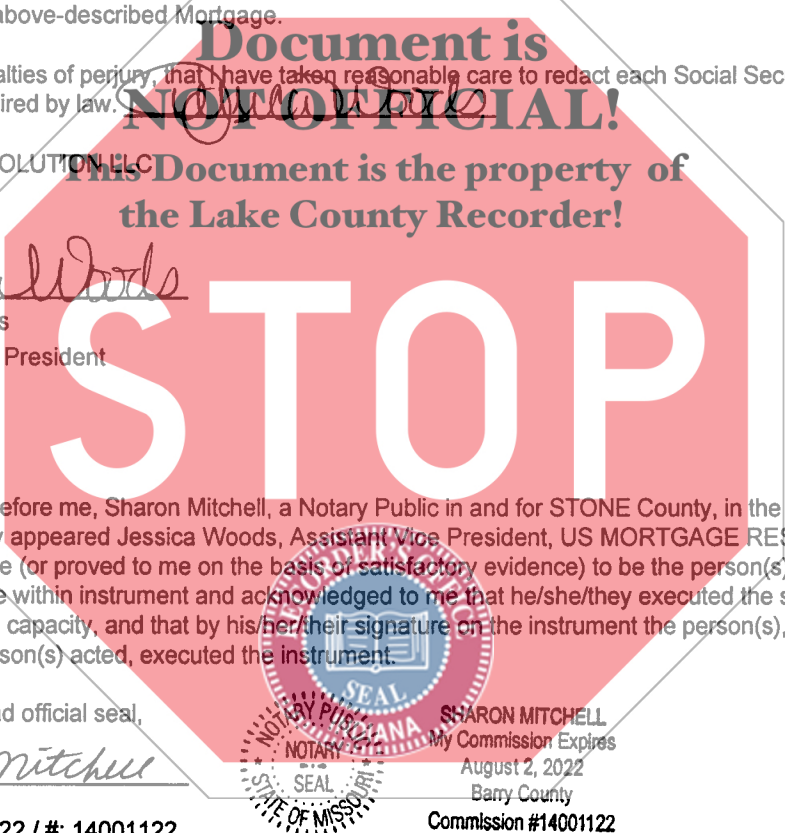 above-described Mortgage.
Document is
alties of perjury, that I have taken reasonable care to redact each Social Sec
ired by law. Jessica Woods
NOT OFFICIAL!
OLUTION LLC
This Document is the property of
the Lake County Recorder!
Woods
s
President
STOP
efore me, Sharon Mitchell, a Notary Public in and for STONE County, in the
y appeared Jessica Woods, Assistant Vice President, US MORTGAGE RES
e (or proved to me on the basis of satisfactory evidence) to be the person(s)
e within instrument and acknowledged to me that he/she/they executed the s
capacity, and that by his/her/their signature on the instrument the person(s),
son(s) acted, executed the instrument.
RECORDER'S OFFICE
SEAL
INDIANA
d official seal,
Mitchell
NOTARY PUBLIC
NOTARY
SEAL
STATE OF MISSOURI
SHARON MITCHELL
My Commission Expires
August 2, 2022
Barry County
Commission #14001122
22 / #: 14001122